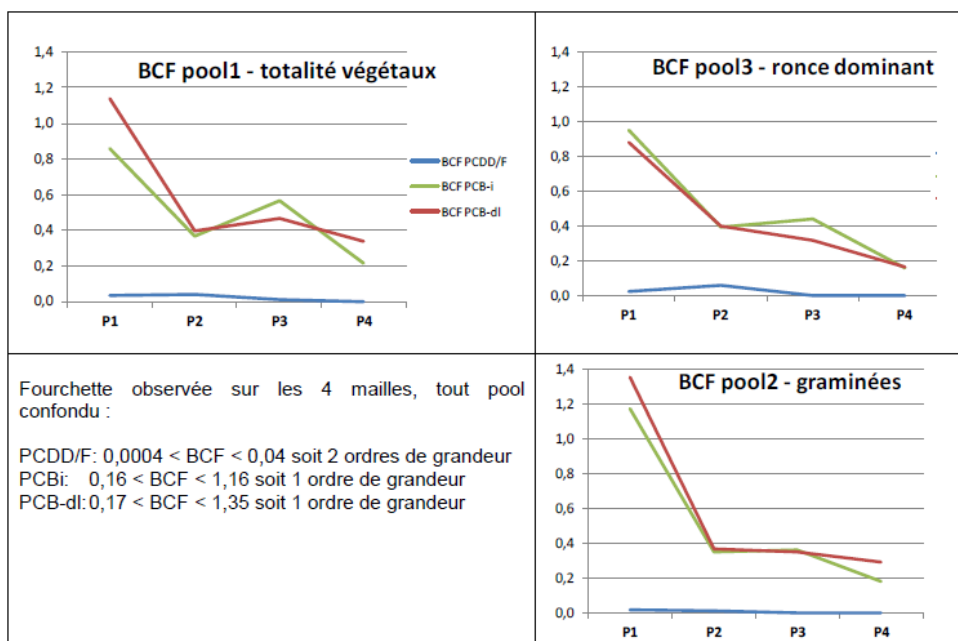 BCF pool1 - totalité végétaux
1,4
1,2
1,0
0,8
0,6
0,4
0,2
0,0
P1 P2 P3 P4
BCF PCDD/F
BCF PCB-i
BCF PCB-dl
BCF pool3 - ronce dominant
1,4
1,2
1,0
0,8
0,6
0,4
0,2
0,0
P1 P2 P3 P4
Fourchette observée sur les 4 mailles, tout pool
confondu :
PCDD/F: 0,0004 < BCF < 0,04 soit 2 ordres de grandeur
PCBi: 0,16 < BCF < 1,16 soit 1 ordre de grandeur
PCB-dl: 0,17 < BCF < 1,35 soit 1 ordre de grandeur
BCF pool2 - graminées
1,4
1,2
1,0
0,8
0,6
0,4
0,2
0,0
P1 P2 P3 P4